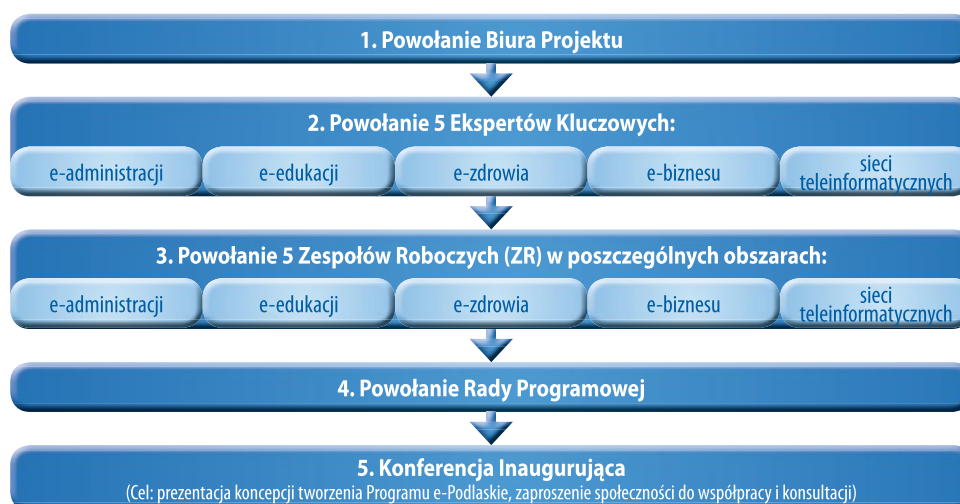 1. Powołanie Biura Projektu
2. Powołanie 5 Ekspertów Kluczowych:
e-administracji
e-edukacji
e-zdrowia
e-biznesu
sieci
teleinformatycznych
3. Powołanie 5 Zespołów Roboczych (ZR) w poszczególnych obszarach:
e-administracji
e-edukacji
e-zdrowia
e-biznesu
sieci
teleinformatycznych
4. Powołanie Rady Programowej
5. Konferencja Inaugurująca
(Cel: prezentacja koncepcji tworzenia Programu e-Podlaskie, zaproszenie społeczności do współpracy i konsultacji)